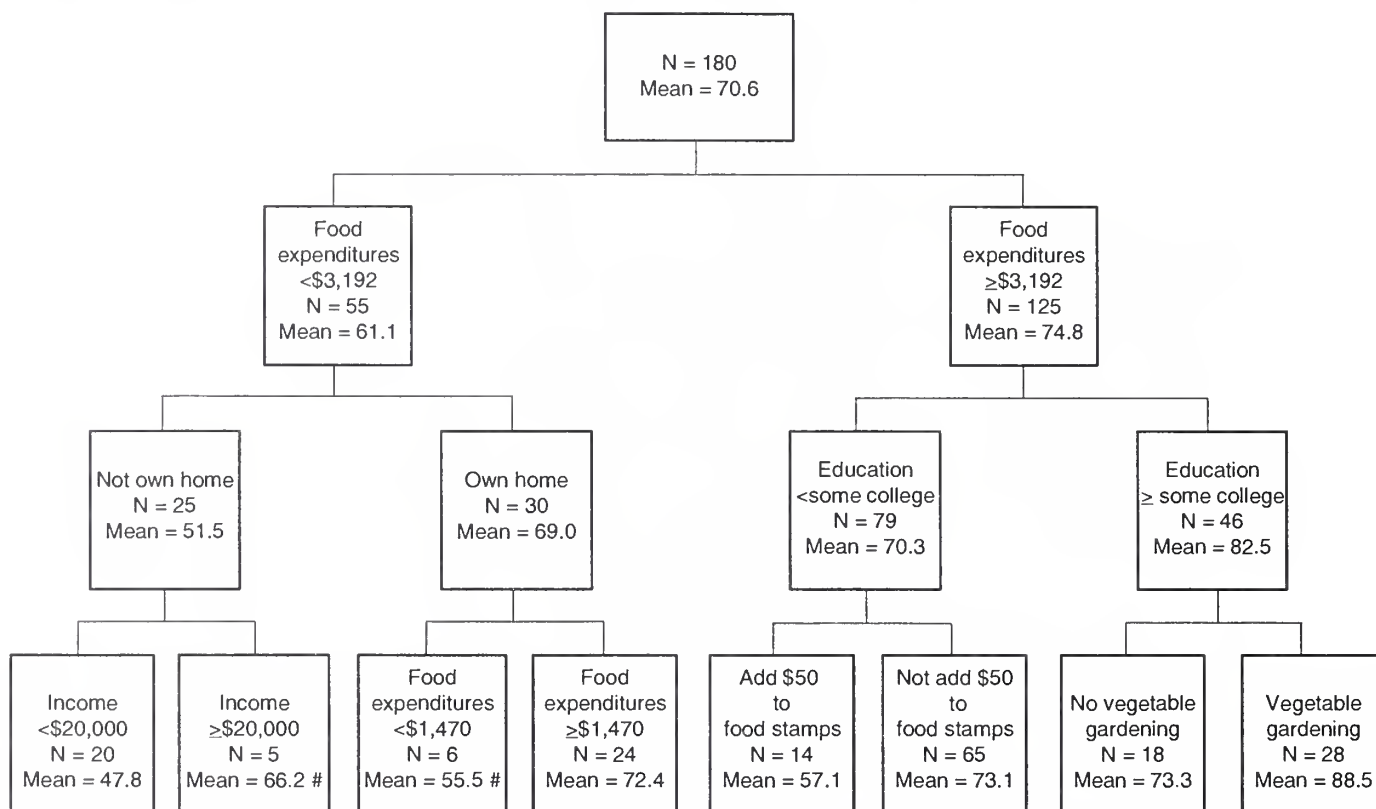 N = 180
Mean = 70.6
Food
expenditures
<$3,192
N = 55
Mean = 61.1
Food
expenditures
≥$3,192
N = 125
Mean = 74.8
Not own home
N = 25
Mean = 51.5
Own home
N = 30
Mean = 69.0
Education
<some college
N = 79
Mean = 70.3
Education
≥ some college
N = 46
Mean = 82.5
Income
<$20,000
N = 20
Mean = 47.8
Income
≥$20,000
N = 5
Mean = 66.2 #
Food
expenditures
<$1,470
N = 6
Mean = 55.5 #
Food
expenditures
≥$1,470
N = 24
Mean = 72.4
Add $50
to
food stamps
N = 14
Mean = 57.1
Not add $50
to
food stamps
N = 65
Mean = 73.1
No vegetable
gardening
N = 18
Mean = 73.3
Vegetable
gardening
N = 28
Mean = 88.5